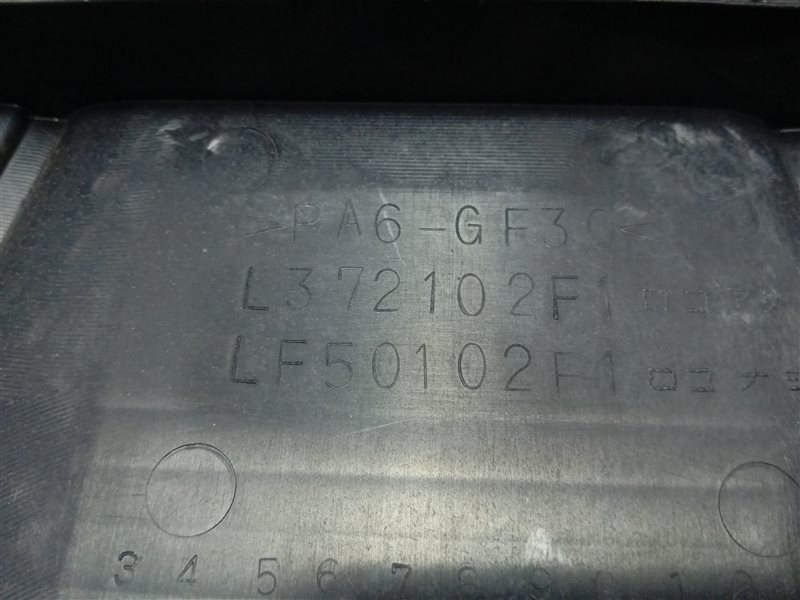 >PA6-GF30<
L372102F1
LF50102F1
3 4 5 6 7 8 9 0 1 2